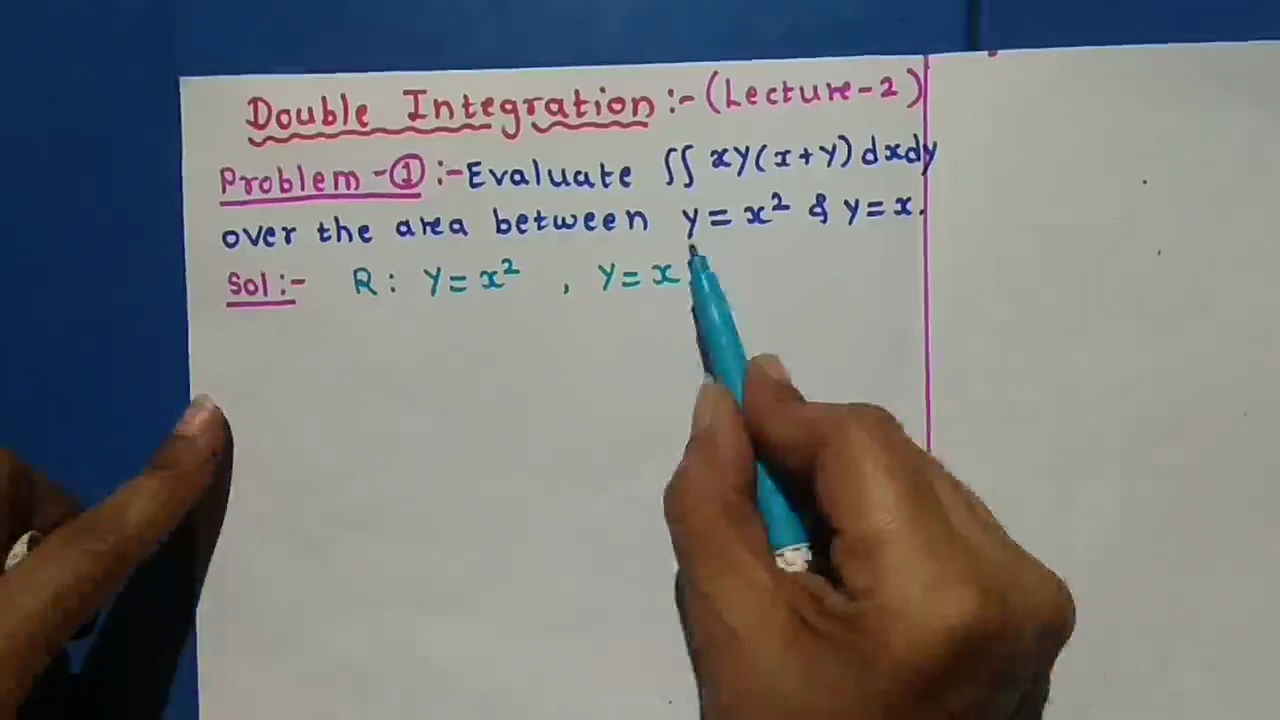 Double Integration :- (Lecture-2)
Problem-① :- Evaluate ∬ xy(x+y) dxdy
over the area between y = x² & y = x.
Sol :- R : y = x² , y = x